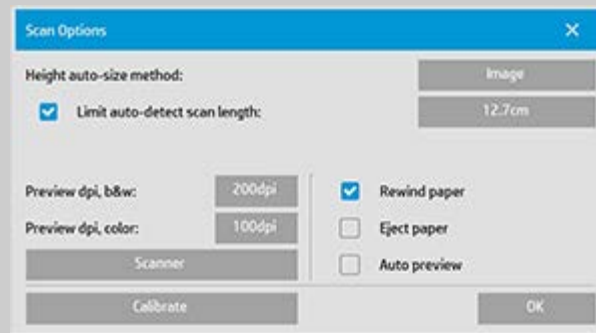 Scan Options
Height auto-size method: Image
Limit auto-detect scan length: 12.7cm
Preview dpi, b&w: 200dpi
Rewind paper
Preview dpi, color: 100dpi
Eject paper
Scanner
Auto preview
Calibrate
OK